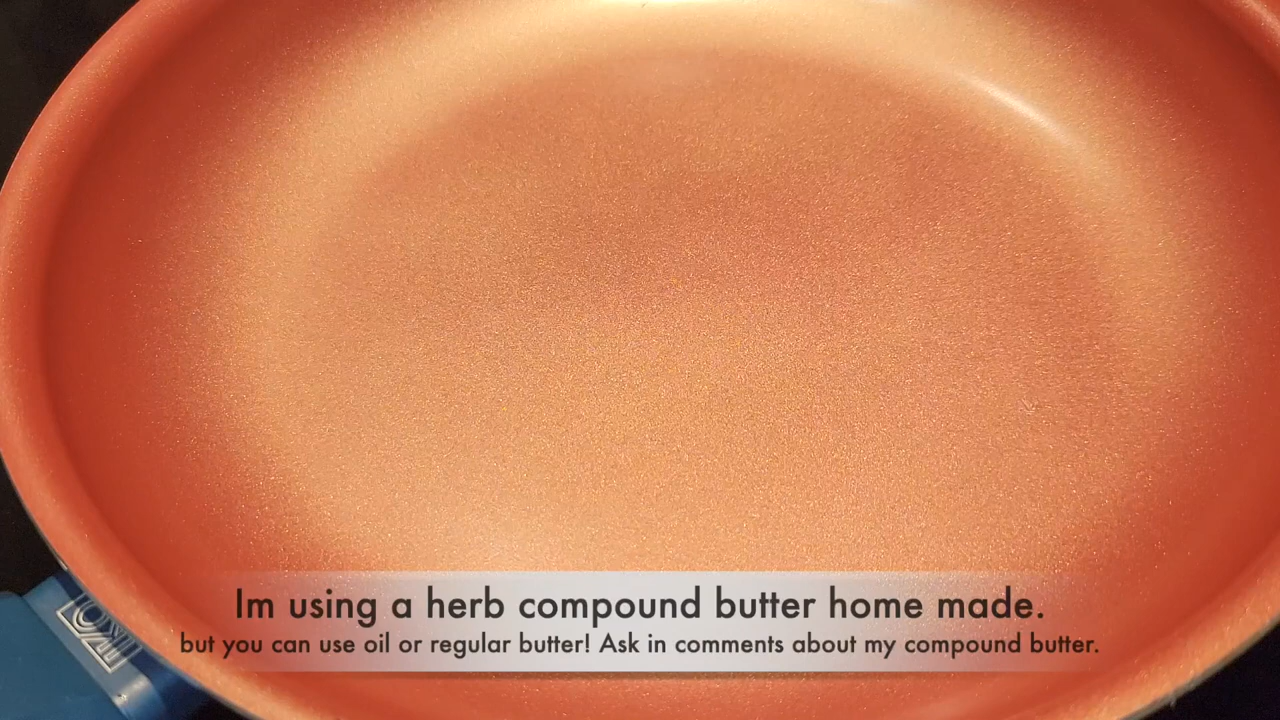 Im using a herb compound butter home made.
but you can use oil or regular butter! Ask in comments about my compound butter.